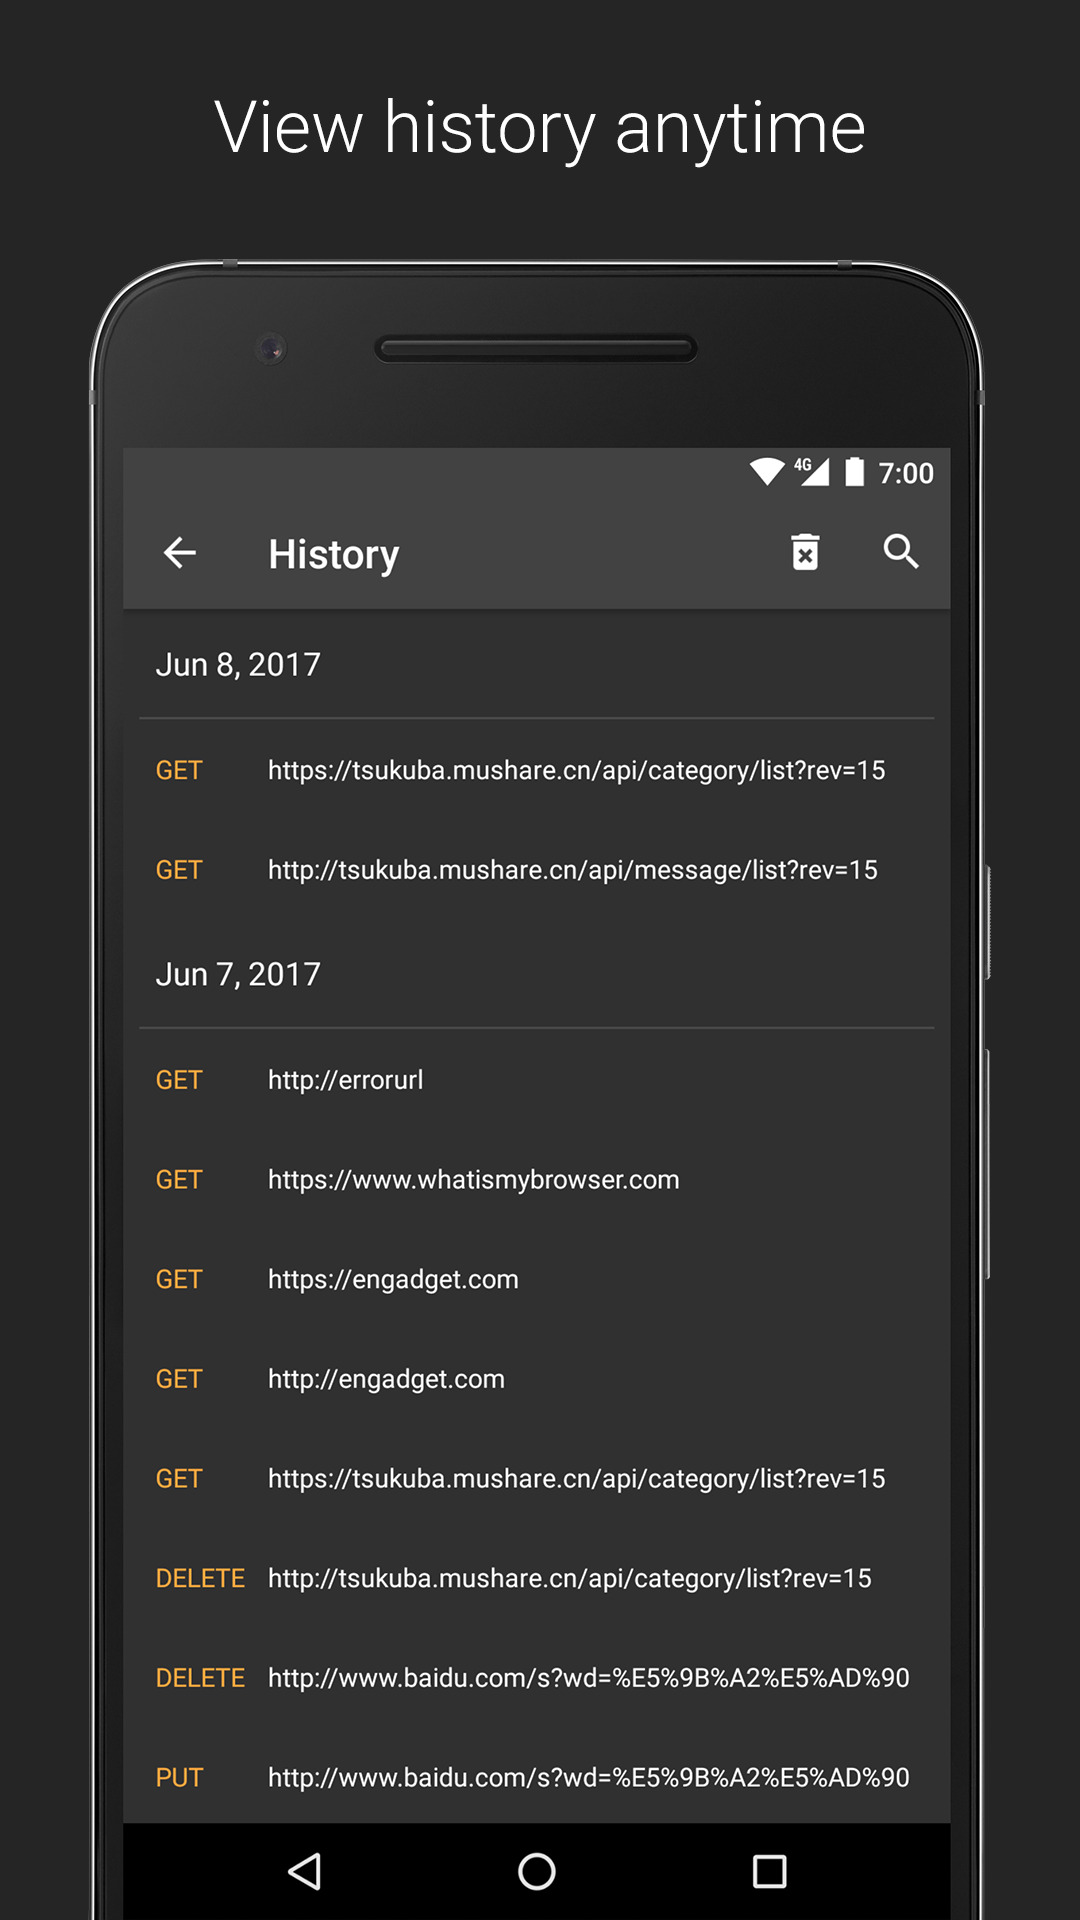 View history anytime
4G 7:00
History
Jun 8, 2017
GET https://tsukuba.mushare.cn/api/category/list?rev=15
GET http://tsukuba.mushare.cn/api/message/list?rev=15
Jun 7, 2017
GET http://errorurl
GET https://www.whatismybrowser.com
GET https://engadget.com
GET http://engadget.com
GET https://tsukuba.mushare.cn/api/category/list?rev=15
DELETE http://tsukuba.mushare.cn/api/category/list?rev=15
DELETE http://www.baidu.com/s?wd=%E5%9B%A2%E5%AD%90
PUT http://www.baidu.com/s?wd=%E5%9B%A2%E5%AD%90